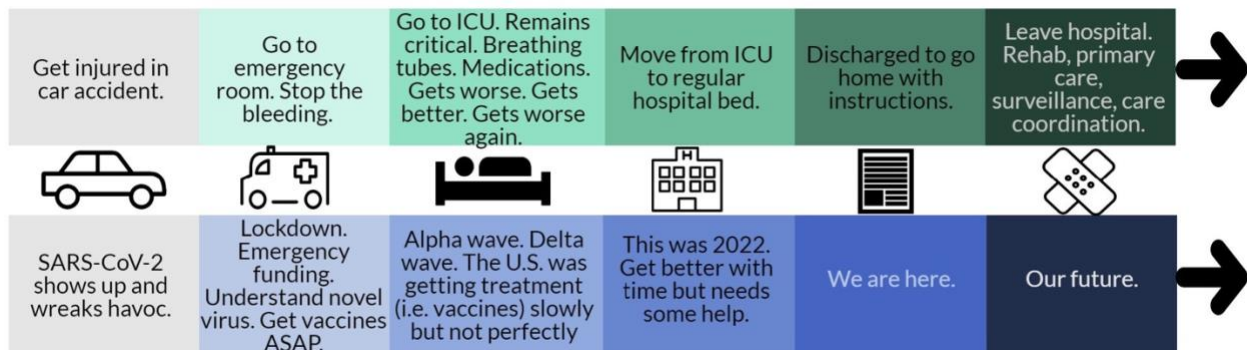 Get injured in
car accident.
Go to
emergency
room. Stop the
bleeding.
Go to ICU. Remains
critical. Breathing
tubes. Medications.
Gets worse. Gets
better. Gets worse
again.
Move from ICU
to regular
hospital bed.
Discharged to go
home with
instructions.
Leave hospital.
Rehab, primary
care,
surveillance, care
coordination.
H
SARS-CoV-2
shows up and
wreaks havoc.
Lockdown.
Emergency
funding.
Understand novel
virus. Get vaccines
ASAP.
Alpha wave. Delta
wave. The U.S. was
getting treatment
(i.e. vaccines) slowly
but not perfectly
This was 2022.
Get better with
time but needs
some help.
We are here.
Our future.